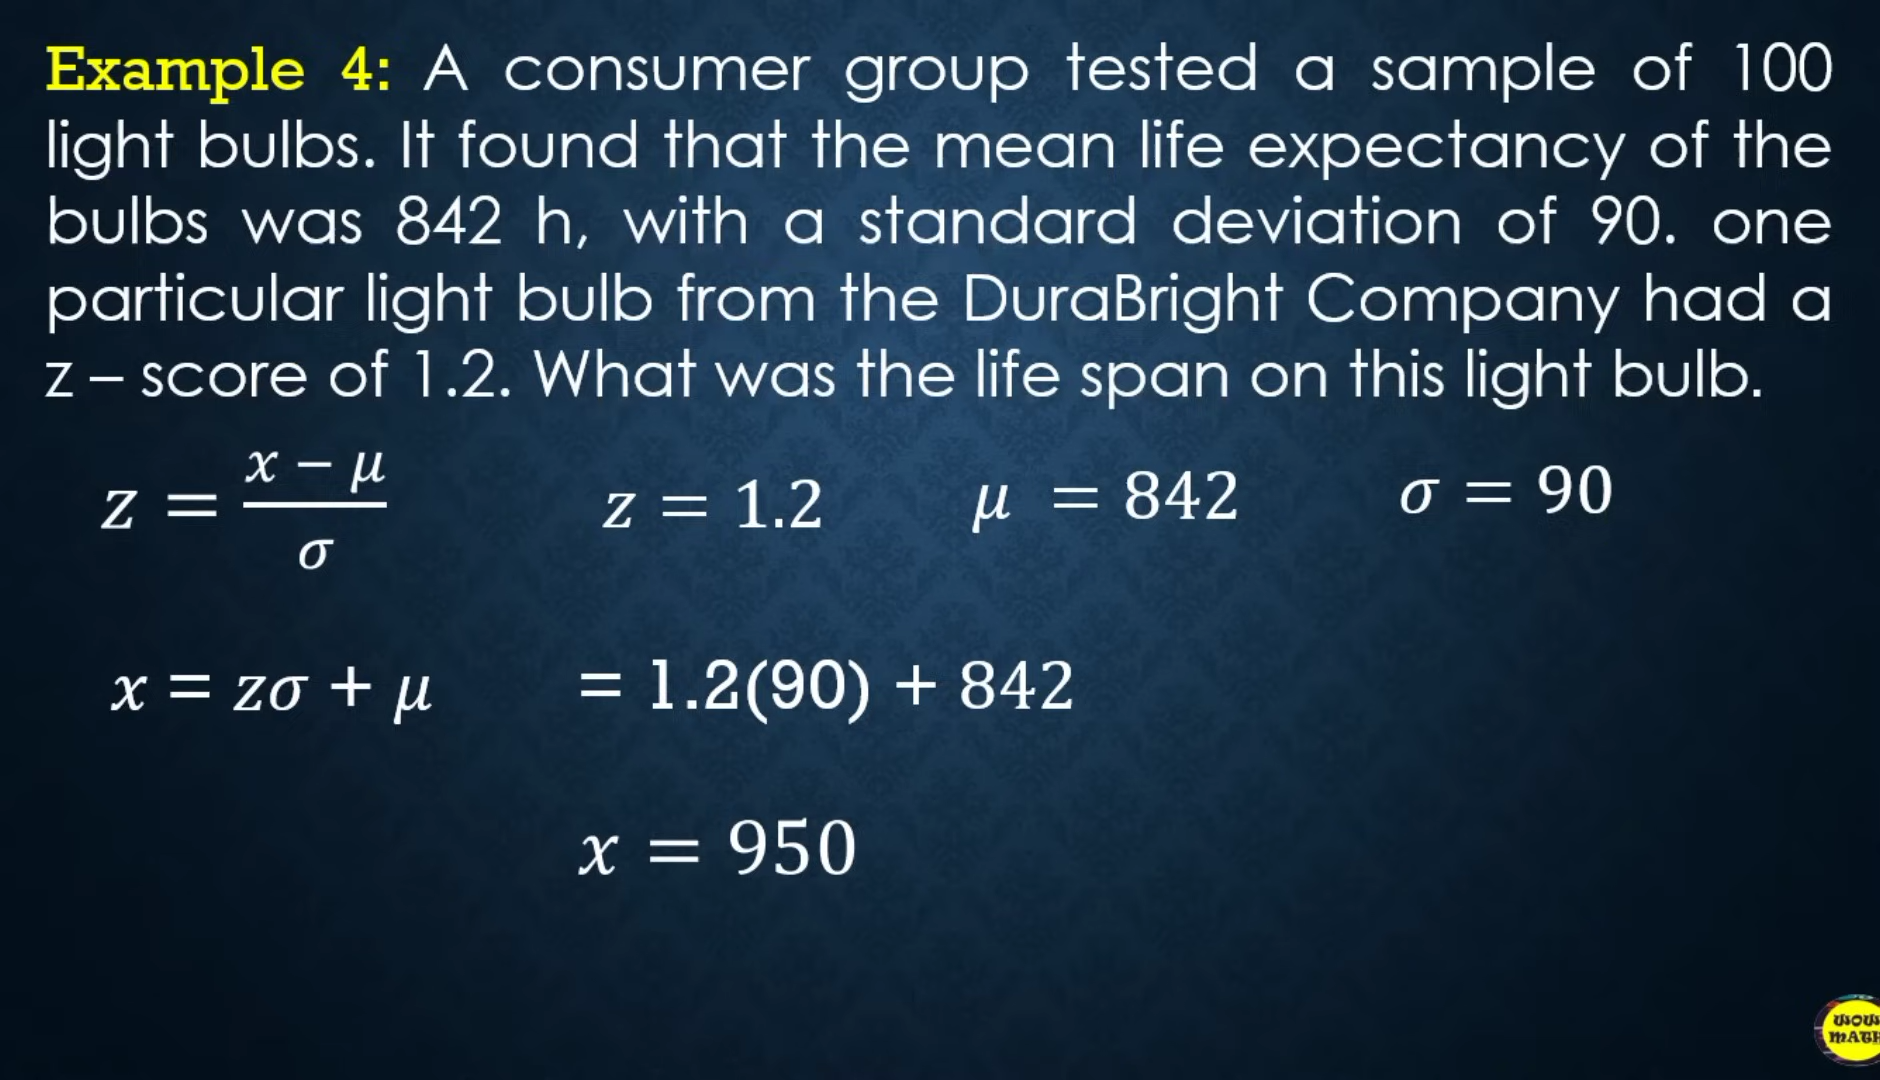 Example 4: A consumer group tested a sample of 100
light bulbs. It found that the mean life expectancy of the
bulbs was 842 h, with a standard deviation of 90. one
particular light bulb from the DuraBright Company had a
z – score of 1.2. What was the life span on this light bulb.
z = (x − μ)/σ    z = 1.2    μ = 842    σ = 90
x = zσ + μ    = 1.2(90) + 842
x = 950
WOW
MATH